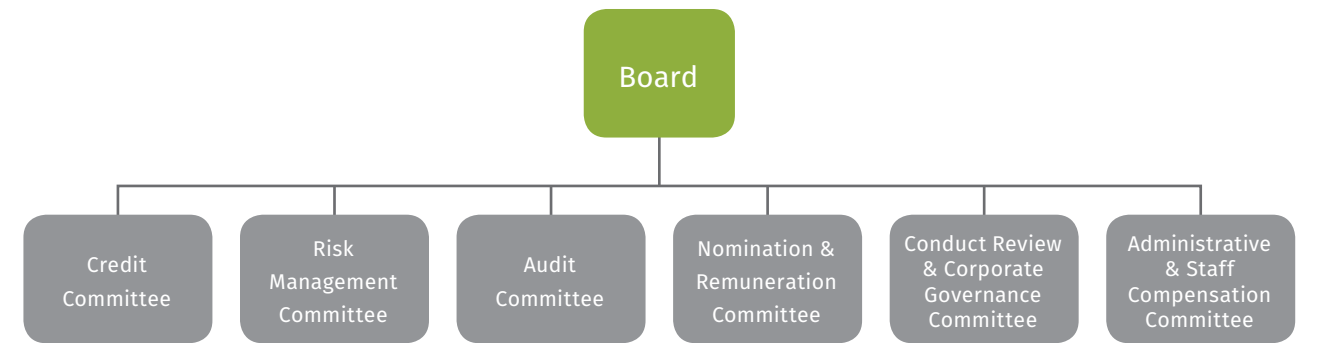 Board
Credit
Committee
Risk
Management
Committee
Audit
Committee
Nomination &
Remuneration
Committee
Conduct Review
& Corporate
Governance
Committee
Administrative
& Staff
Compensation
Committee